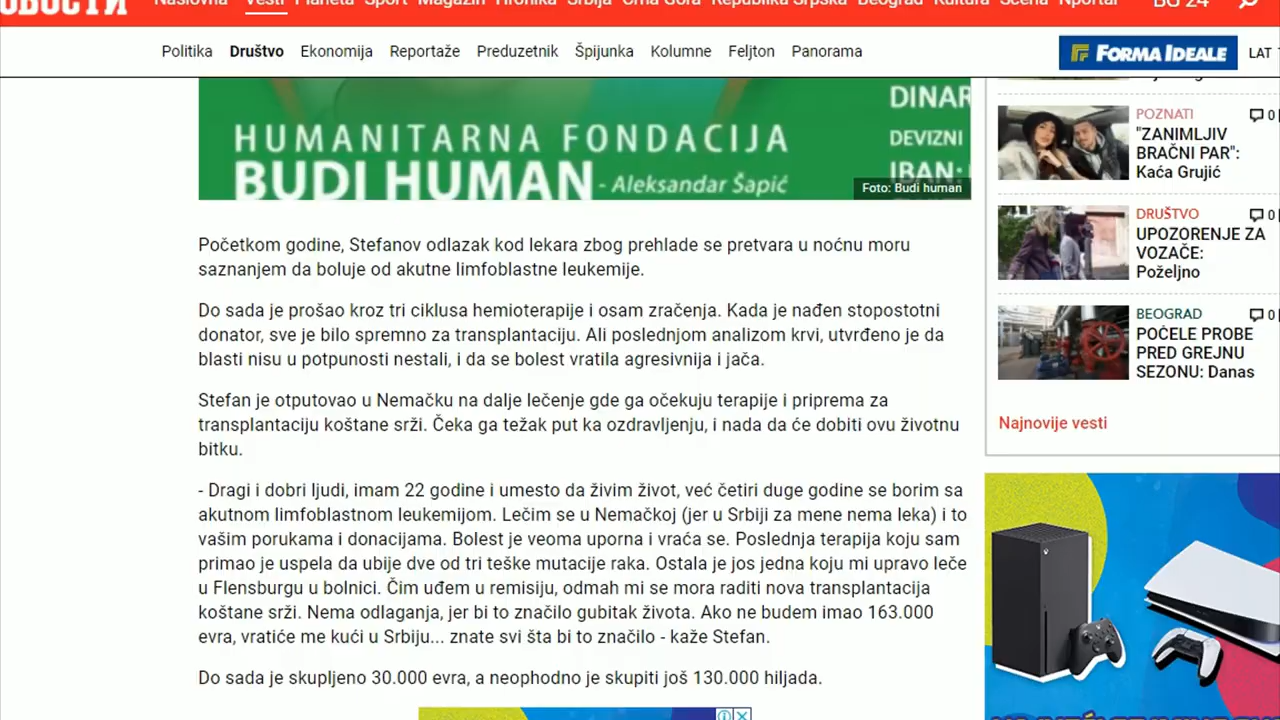 НОВОСТИ
Naslovna Vesti Planeta Sport Magazin Hronika Srbija Crna Gora Republika Srpska Beograd Kultura Scena Nportal
BG 24°
Politika Društvo Ekonomija Reportaže Preduzetnik Špijunka Kolumne Feljton Panorama
FORMA IDEALE
LAT
HUMANITARNA FONDACIJA
BUDI HUMAN - Aleksandar Šapić
DINAR
DEVIZNI
IBAN:
Foto: Budi human
Početkom godine, Stefanov odlazak kod lekara zbog prehlade se pretvara u noćnu moru
saznanjem da boluje od akutne limfoblastne leukemije.
Do sada je prošao kroz tri ciklusa hemioterapije i osam zračenja. Kada je nađen stopostotni
donator, sve je bilo spremno za transplantaciju. Ali poslednjom analizom krvi, utvrđeno je da
blasti nisu u potpunosti nestali, i da se bolest vratila agresivnija i jača.
Stefan je otputovao u Nemačku na dalje lečenje gde ga očekuju terapije i priprema za
transplantaciju koštane srži. Čeka ga težak put ka ozdravljenju, i nada da će dobiti ovu životnu
bitku.
- Dragi i dobri ljudi, imam 22 godine i umesto da živim život, već četiri duge godine se borim sa
akutnom limfoblastnom leukemijom. Lečim se u Nemačkoj (jer u Srbiji za mene nema leka) i to
vašim porukama i donacijama. Bolest je veoma uporna i vraća se. Poslednja terapija koju sam
primao je uspela da ubije dve od tri teške mutacije raka. Ostala je jos jedna koju mi upravo leče
u Flensburgu u bolnici. Čim uđem u remisiju, odmah mi se mora raditi nova transplantacija
koštane srži. Nema odlaganja, jer bi to značilo gubitak života. Ako ne budem imao 163.000
evra, vratiće me kući u Srbiju... znate svi šta bi to značilo - kaže Stefan.
Do sada je skupljeno 30.000 evra, a neophodno je skupiti još 130.000 hiljada.
POZNATI 0
"ZANIMLJIV
BRAČNI PAR":
Kaća Grujić
DRUŠTVO 0
UPOZORENJE ZA
VOZAČE:
Poželjno
BEOGRAD 0
POČELE PROBE
PRED GREJNU
SEZONU: Danas
Najnovije vesti